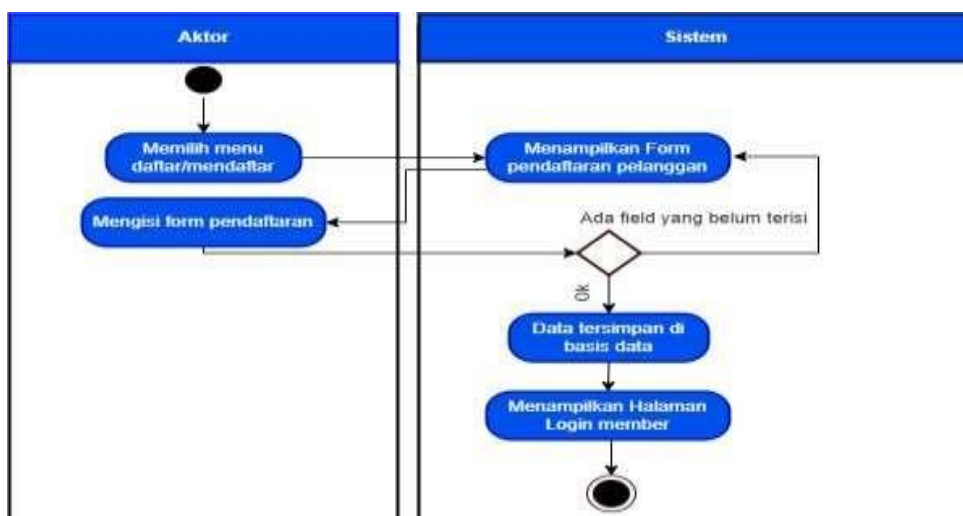 Aktor
Sistem
Memilih menu
daftar/mendaftar
Menampilkan Form
pendaftaran pelanggan
Mengisi form pendaftaran
Ada field yang belum terisi
Ok
Data tersimpan di
basis data
Menampilkan Halaman
Login member